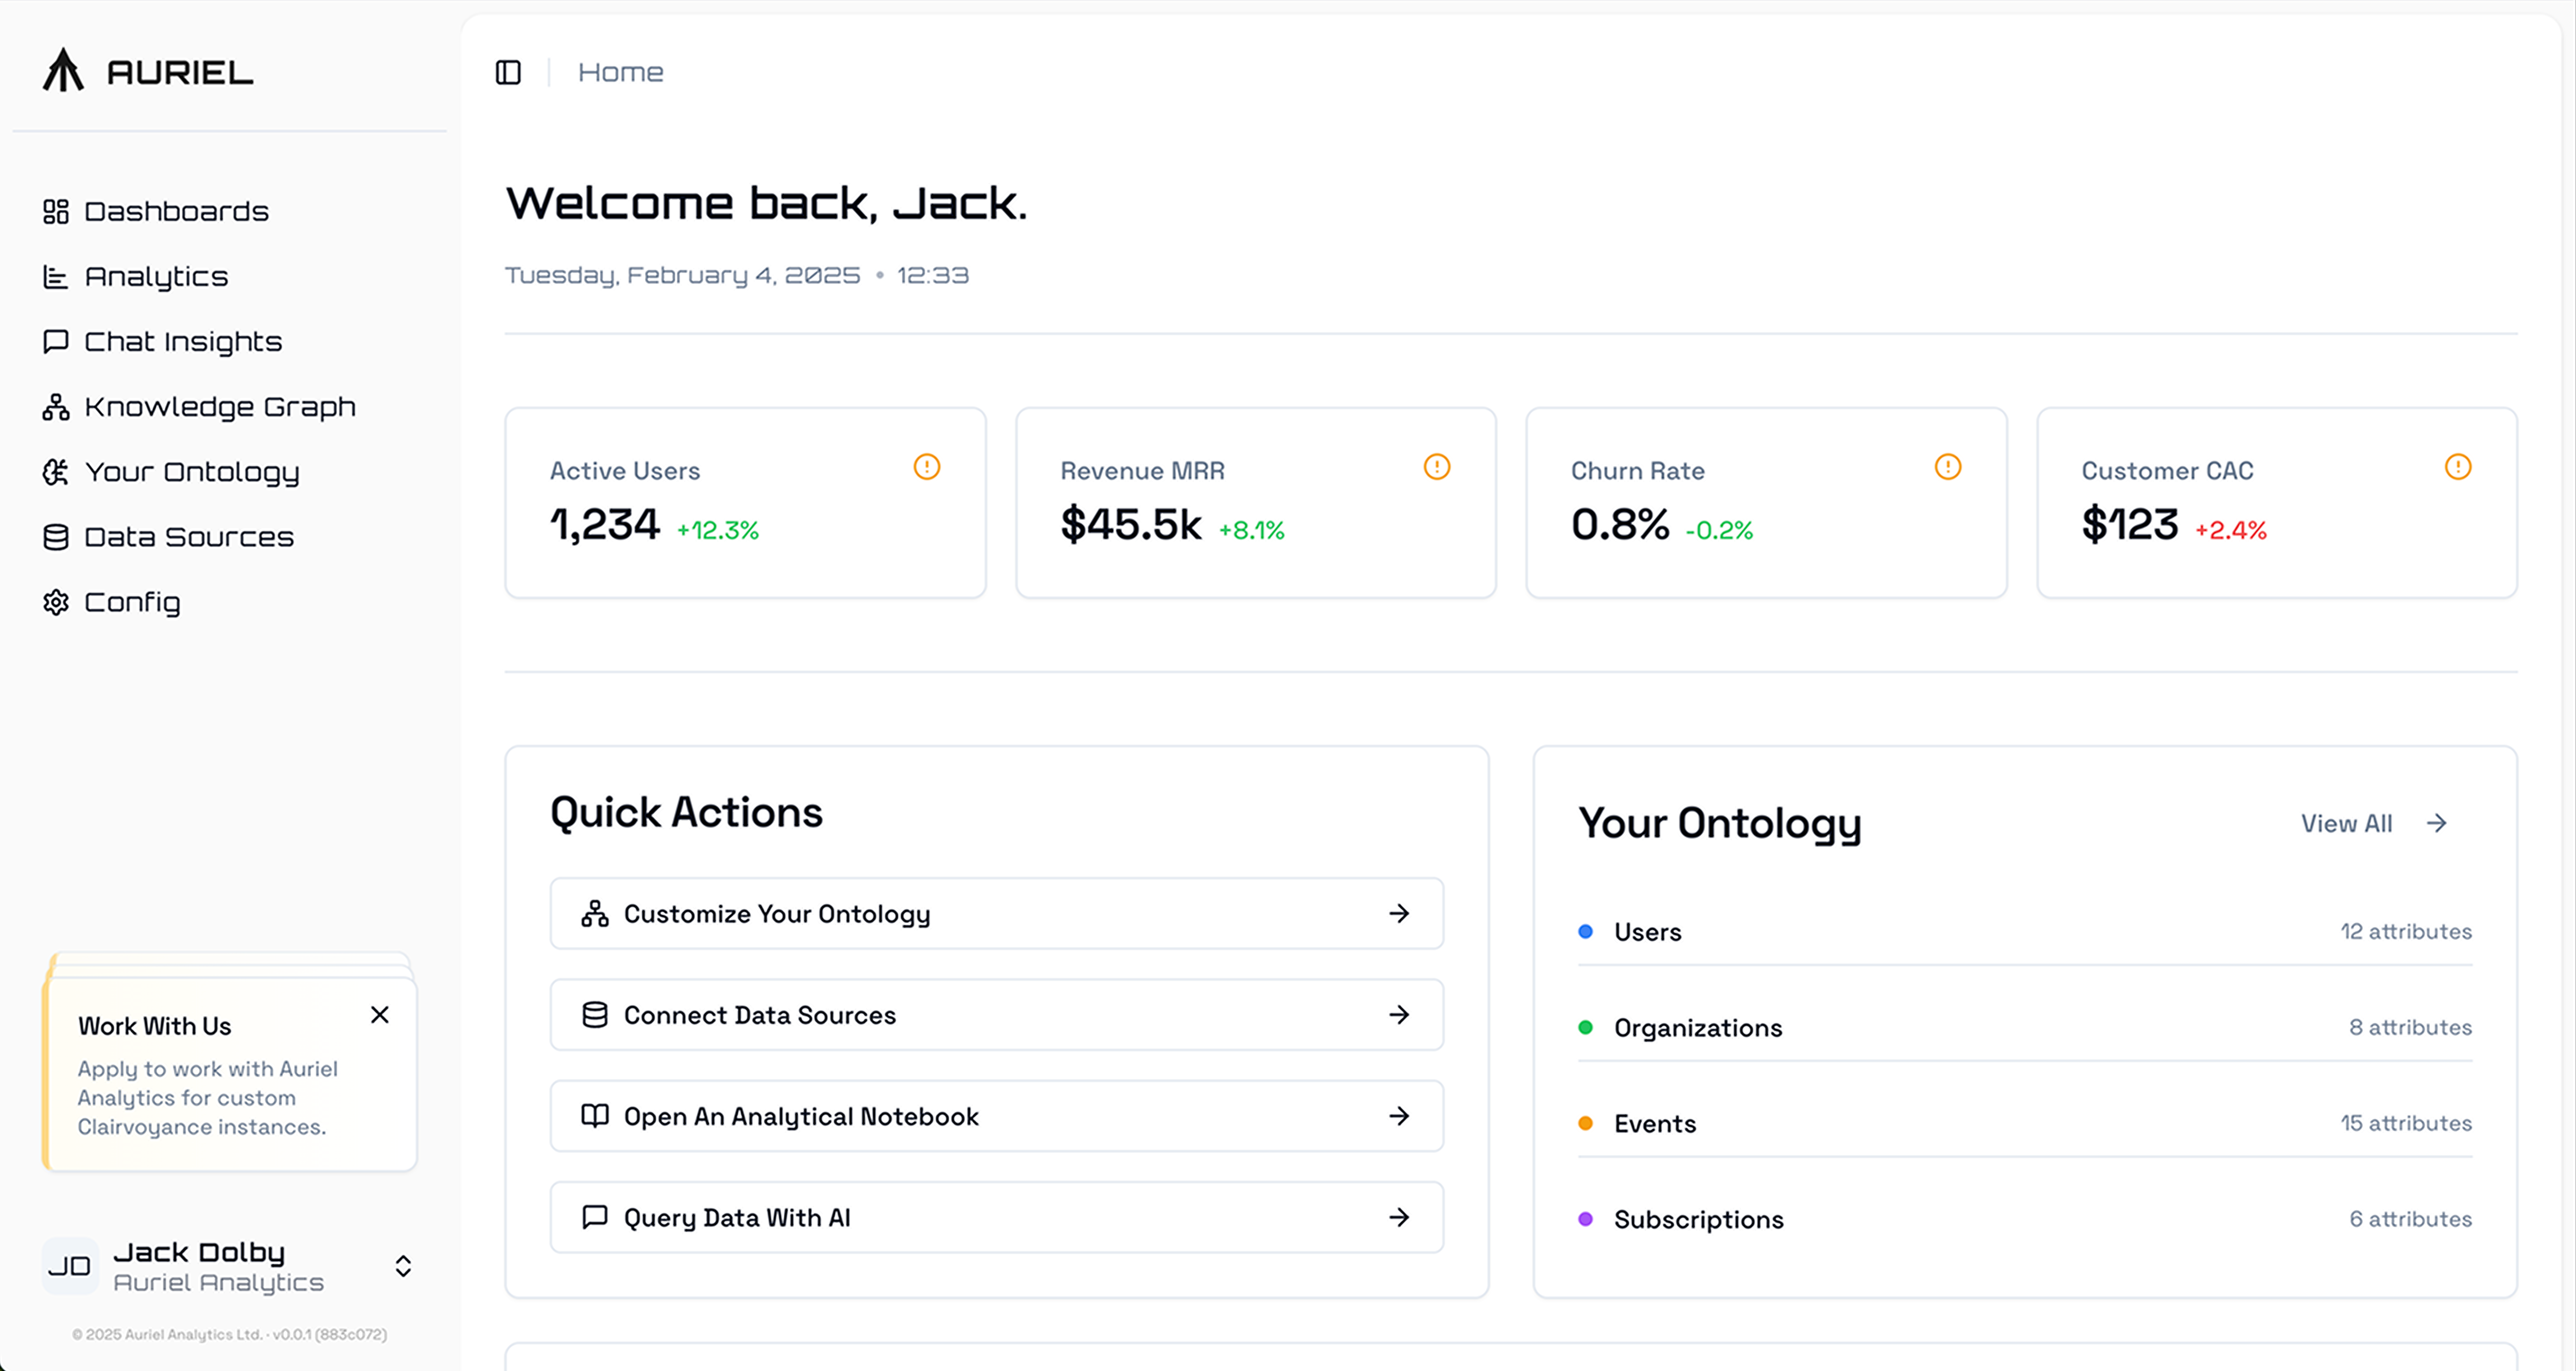 AURIEL
Dashboards
Analytics
Chat Insights
Knowledge Graph
Your Ontology
Data Sources
Config
Work With Us
Apply to work with Auriel
Analytics for custom
Clairvoyance instances.
JD
Jack Dolby
Auriel Analytics
© 2025 Auriel Analytics Ltd. · v0.0.1 (883c072)
Home
Welcome back, Jack.
Tuesday, February 4, 2025 • 12:33
Active Users
1,234 +12.3%
Revenue MRR
$45.5k +8.1%
Churn Rate
0.8% -0.2%
Customer CAC
$123 +2.4%
Quick Actions
Customize Your Ontology
Connect Data Sources
Open An Analytical Notebook
Query Data With AI
Your Ontology
View All
Users 12 attributes
Organizations 8 attributes
Events 15 attributes
Subscriptions 6 attributes